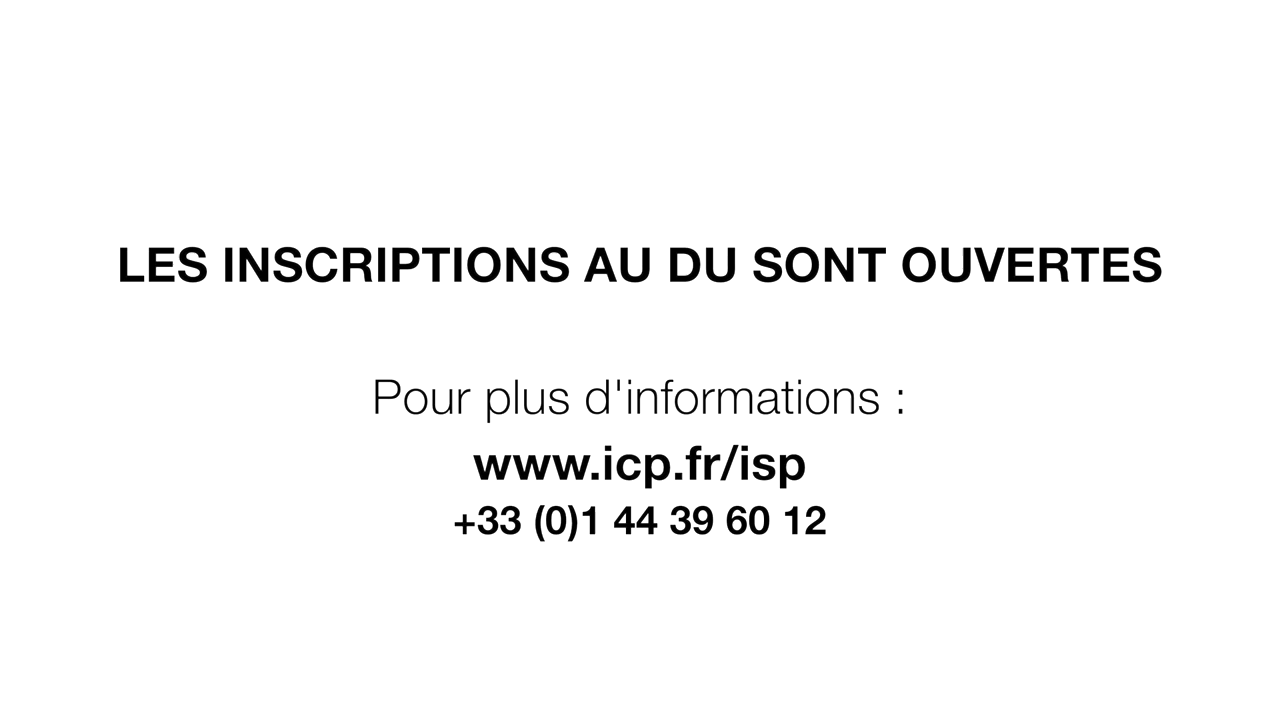 LES INSCRIPTIONS AU DU SONT OUVERTES
Pour plus d'informations :
www.icp.fr/isp
+33 (0)1 44 39 60 12